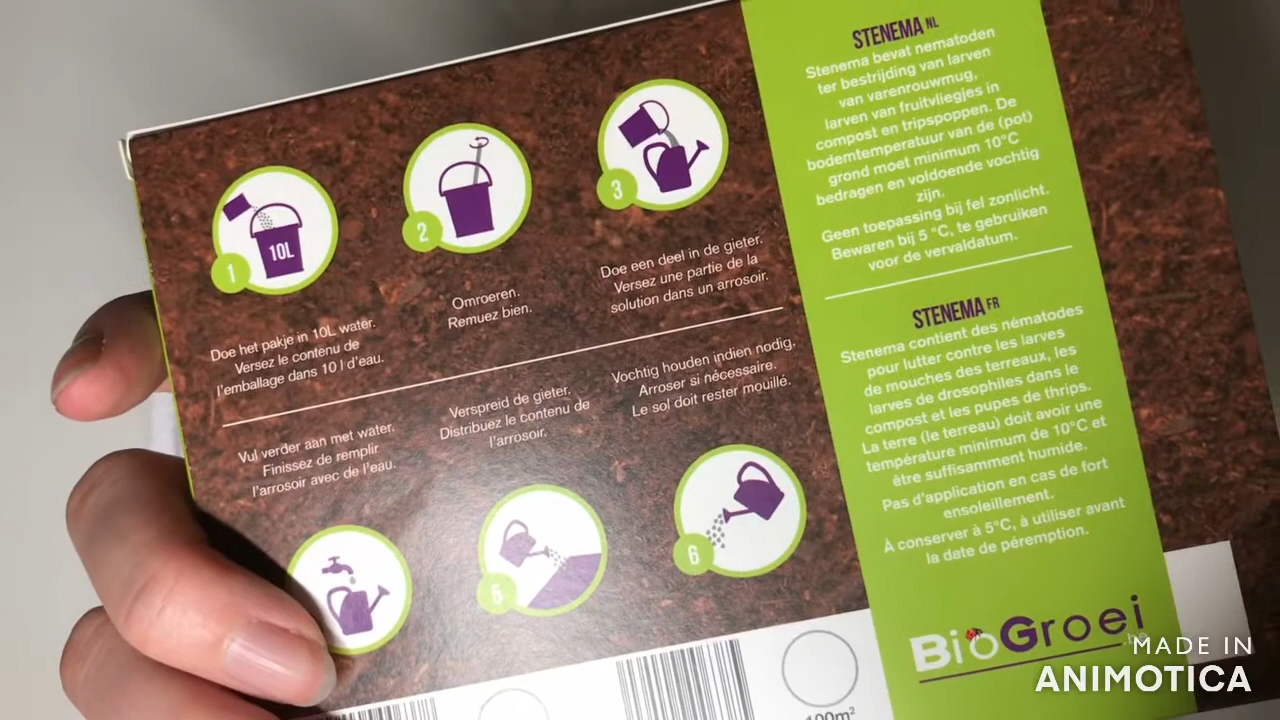 1
10L
Doe het pakje in 10L water.
Versez le contenu de
l'emballage dans 10 l d'eau.
2
Omroeren.
Remuez bien.
3
Doe een deel in de gieter.
Versez une partie de la
solution dans un arrosoir.
Vul verder aan met water.
Finissez de remplir
l'arrosoir avec de l'eau.
Verspreid de gieter.
Distribuez le contenu de
l'arrosoir.
5
Vochtig houden indien nodig.
Arroser si nécessaire.
Le sol doit rester mouillé.
6
STENEMA NL
Stenema bevat nematoden
ter bestrijding van larven
van varenrouwmug,
larven van fruitvliegjes in
compost en tripspoppen. De
bodemtemperatuur van de (pot)
grond moet minimum 10°C
bedragen en voldoende vochtig
zijn.
Geen toepassing bij fel zonlicht.
Bewaren bij 5 °C, te gebruiken
voor de vervaldatum.
STENEMA FR
Stenema contient des nématodes
pour lutter contre les larves
de mouches des terreaux, les
larves de drosophiles dans le
compost et les pupes de thrips.
La terre (le terreau) doit avoir une
température minimum de 10°C et
être suffisamment humide.
Pas d'application en cas de fort
ensoleillement.
À conserver à 5°C, à utiliser avant
la date de péremption.
BioGroei
.be
100m²
MADE IN
ANIMOTICA